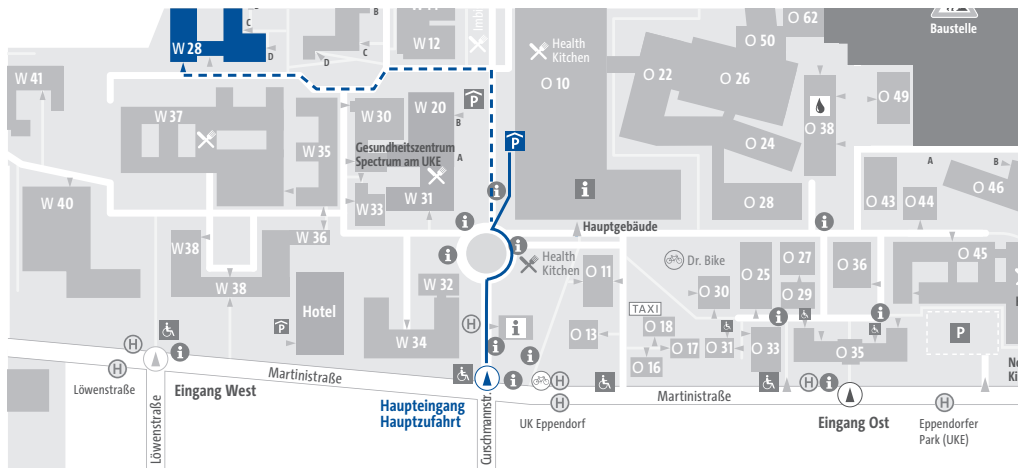 B
C
D
W 28
D
C
W 12
Health
Kitchen
O 10
O 62
O 50
Baustelle
W 41
O 22
O 26
O 49
W 37
W 30
W 20
P
B
P
O 38
O 24
W 35
Gesundheitszentrum
Spectrum am UKE
A
A
B
W 40
W 33
W 31
i
O 28
O 43
O 44
O 46
W 36
W 38
Hauptgebäude
W 38
Health
Kitchen
O 11
Dr. Bike
O 25
O 27
O 36
O 45
W 32
O 30
O 29
Hotel
P
H
i
O 13
TAXI
O 18
O 17
O 31
O 33
O 35
P
W 34
O 16
H
H
Löwenstraße
Eingang West
Martinistraße
Löwenstraße
Haupteingang
Hauptzufahrt
Curschmannstr.
H
H
UK Eppendorf
Martinistraße
H
Eingang Ost
H
Eppendorfer
Park (UKE)